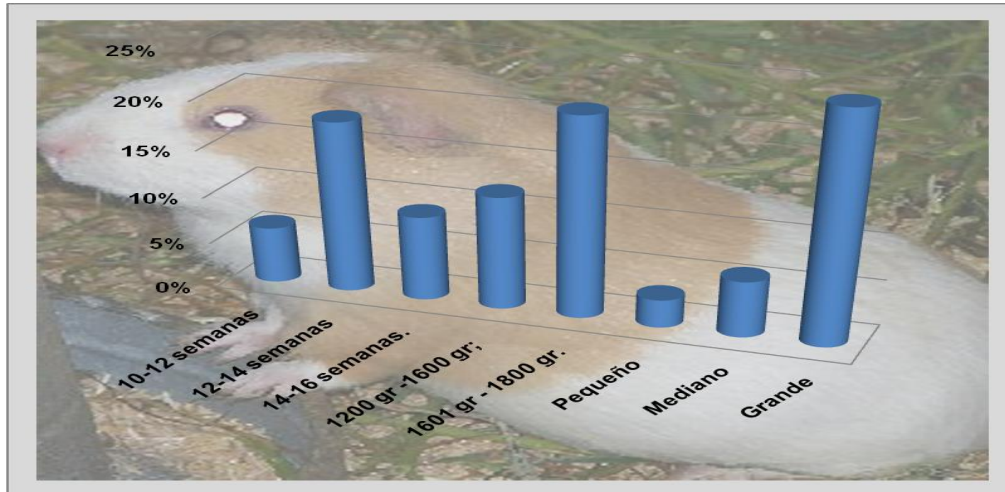 25%
20%
15%
10%
5%
0%
10-12 semanas
12-14 semanas
14-16 semanas.
1200 gr -1600 gr;
1601 gr - 1800 gr.
Pequeño
Mediano
Grande